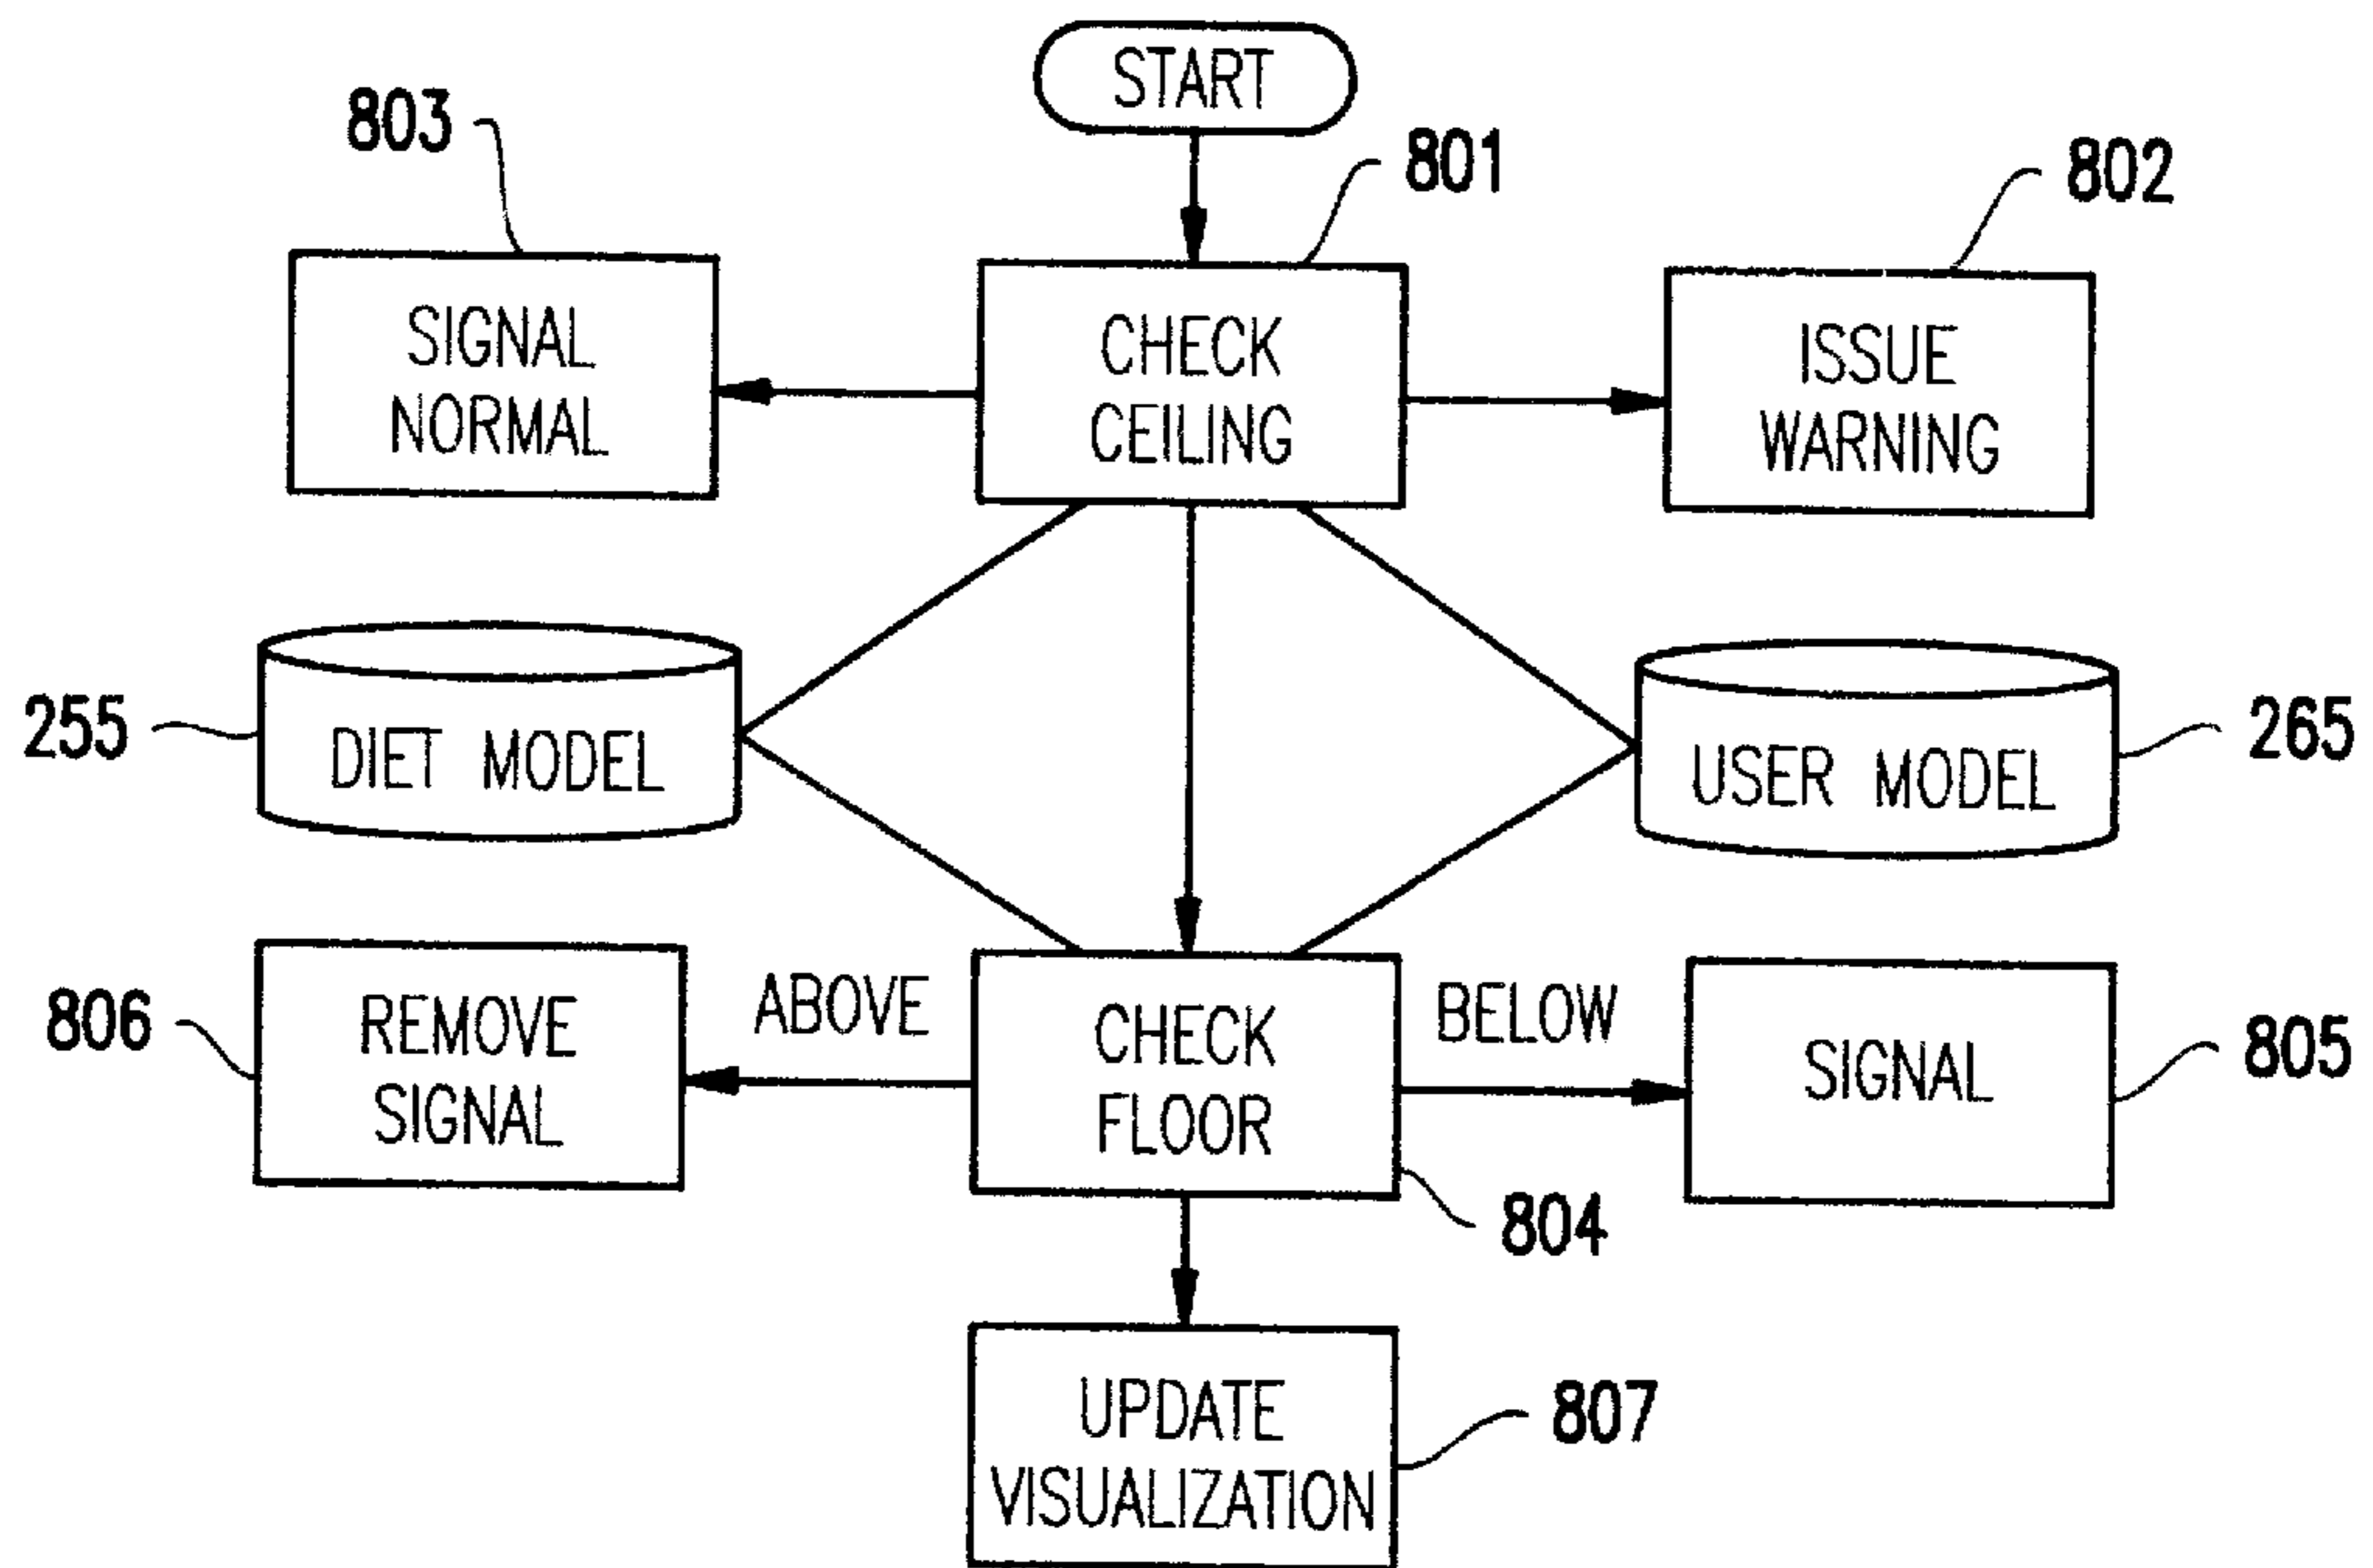 START
803
801
802
SIGNAL
NORMAL
CHECK
CEILING
ISSUE
WARNING
255
DIET MODEL
USER MODEL
265
806
REMOVE
SIGNAL
ABOVE
CHECK
FLOOR
BELOW
SIGNAL
805
804
UPDATE
VISUALIZATION
807